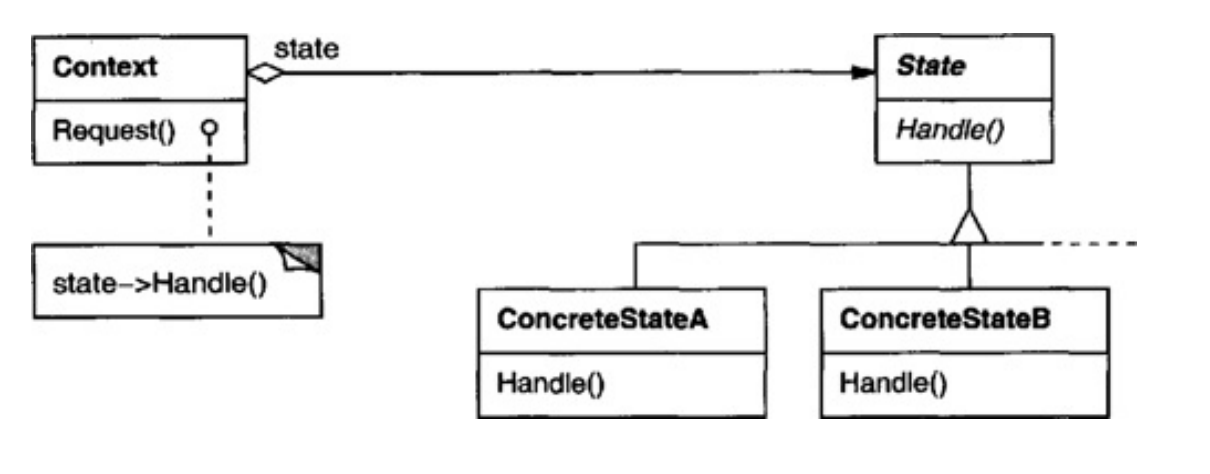 Context
Request()
state
State
Handle()
state->Handle()
ConcreteStateA
Handle()
ConcreteStateB
Handle()